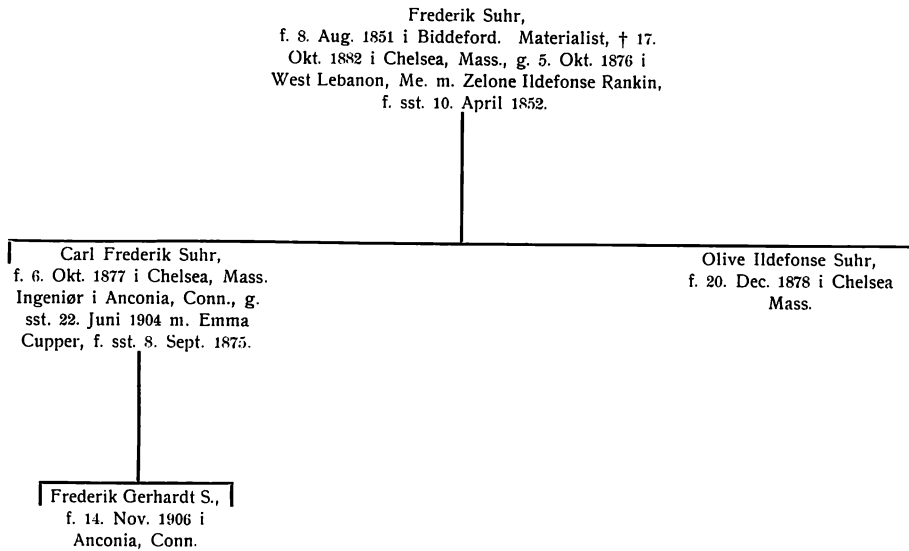 Frederik Suhr,
f. 8. Aug. 1851 i Biddeford. Materialist, † 17.
Okt. 1882 i Chelsea, Mass., g. 5. Okt. 1876 i
West Lebanon, Me. m. Zelone Ildefonse Rankin,
f. sst. 10. April 1852.
Carl Frederik Suhr,
f. 6. Okt. 1877 i Chelsea, Mass.
Ingeniør i Anconia, Conn., g.
sst. 22. Juni 1904 m. Emma
Cupper, f. sst. 8. Sept. 1875.
Olive Ildefonse Suhr,
f. 20. Dec. 1878 i Chelsea
Mass.
Frederik Gerhardt S.,
f. 14. Nov. 1906 i
Anconia, Conn.